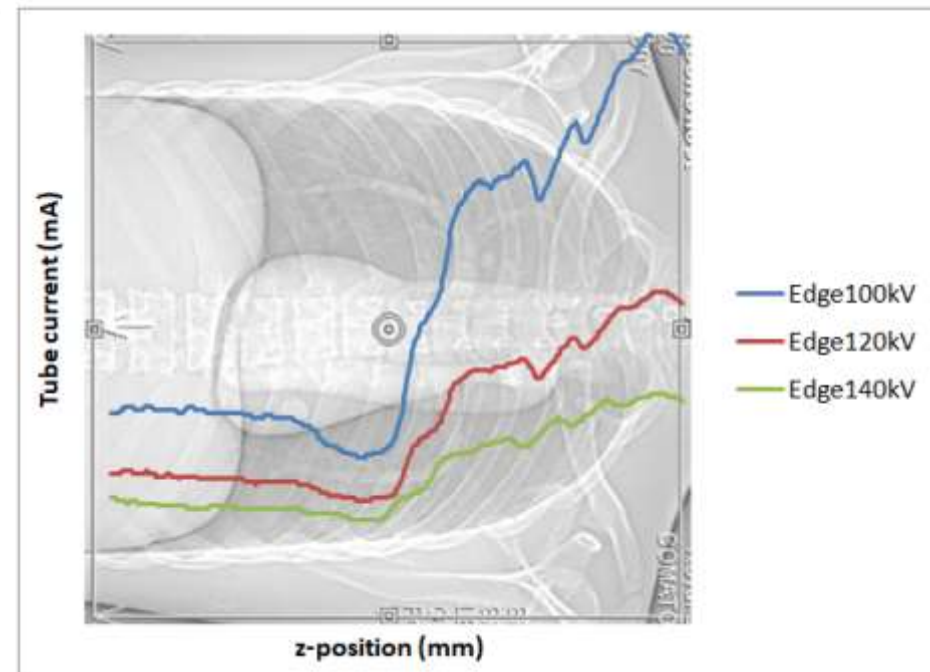 Tube current (mA)
Edge100kV
Edge120kV
Edge140kV
z-position (mm)